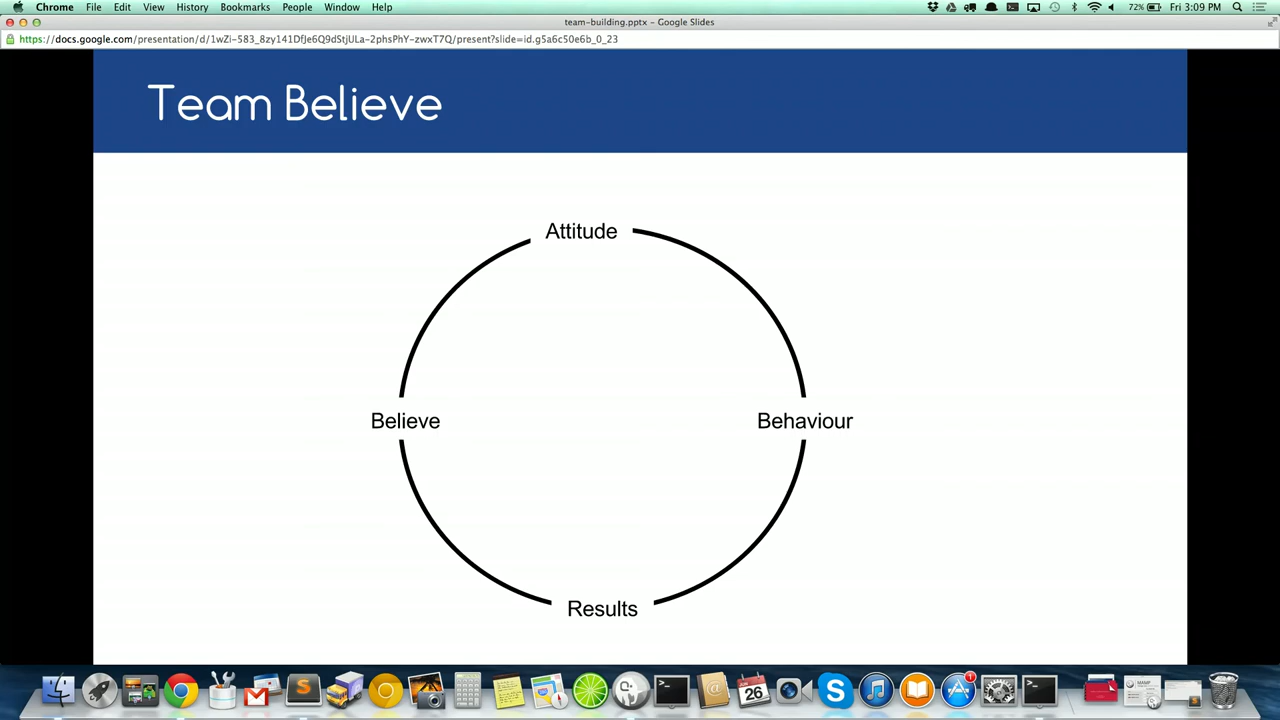 Chrome File Edit View History Bookmarks People Window Help 72% Fri 3:09 PM
team-building.pptx – Google Slides
https://docs.google.com/presentation/d/1wZi-583_8zy141DfJe6Q9dStjULa-2phsPhY-zwxT7Q/present?slide=id.g5a6c50e6b_0_23
Team Believe
Attitude
Believe Behaviour
Results
JUN
26
1